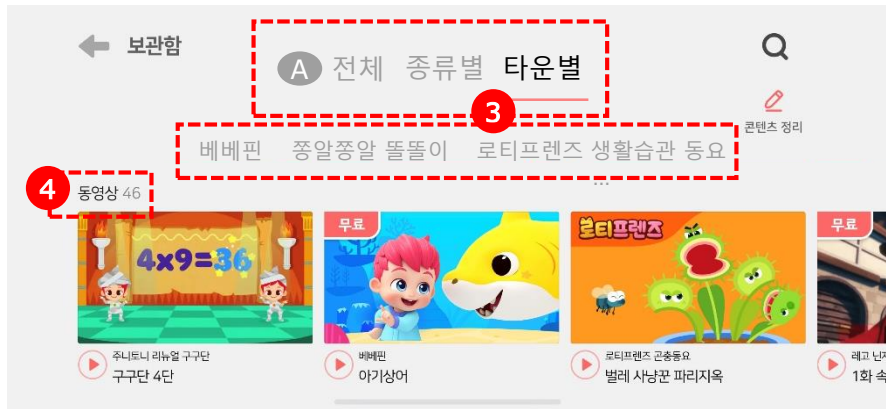 보관함
A 전체 종류별 타운별
3
콘텐츠 정리
베베핀 쫑알쫑알 똘똘이 로티프렌즈 생활습관 동요
...
4
동영상 46
4x9=36
무료
로티프렌즈
무료
주니토니 리뉴얼 구구단
구구단 4단
베베핀
아기상어
로티프렌즈 곤충동요
벌레 사냥꾼 파리지옥
레고 닌자
1화 속